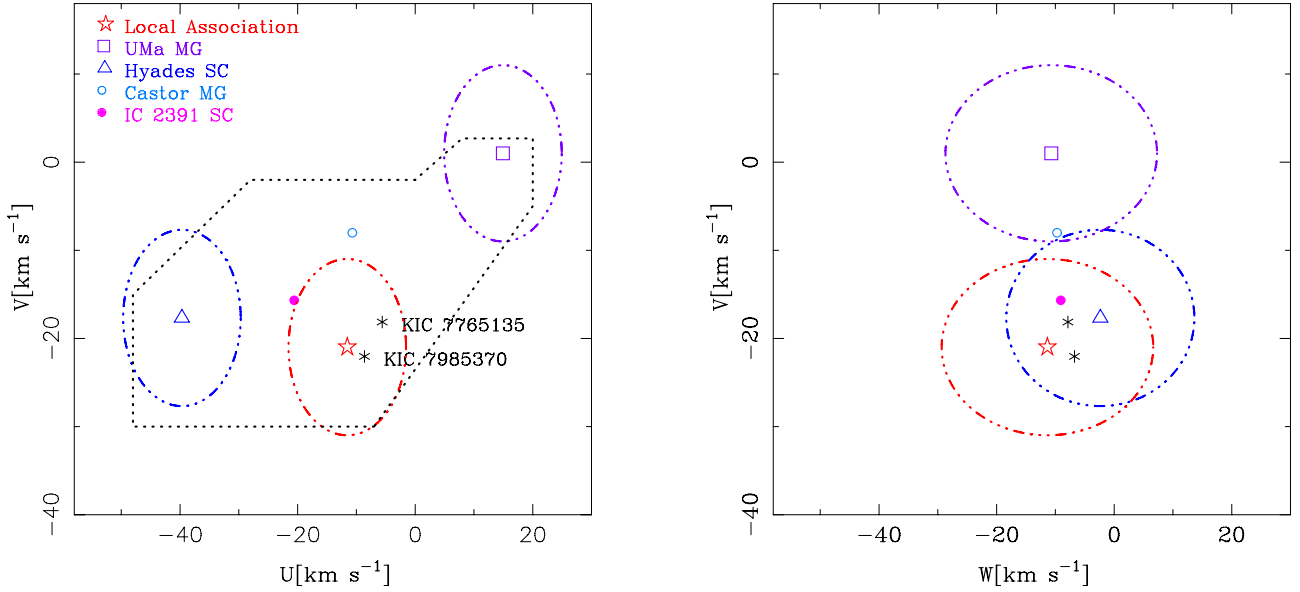 Local Association
UMa MG
Hyades SC
Castor MG
IC 2391 SC
KIC 7765135
KIC 7985370
0
−20
−40
V[km s⁻¹]
−40
−20
0
20
U[km s⁻¹]
0
−20
−40
V[km s⁻¹]
−40
−20
0
20
W[km s⁻¹]